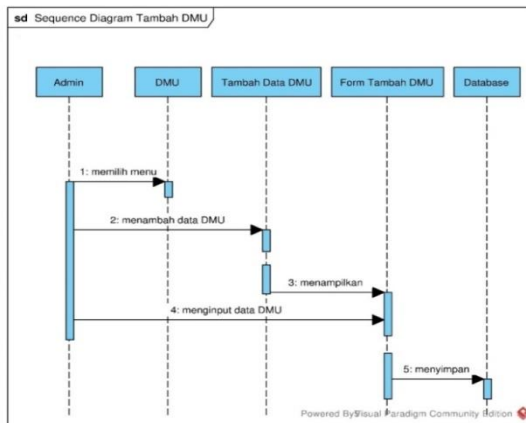 sd Sequence Diagram Tambah DMU
Admin
DMU
Tambah Data DMU
Form Tambah DMU
Database
1: memilih menu
2: menambah data DMU
3: menampilkan
4: menginput data DMU
5: menyimpan
Powered By Visual Paradigm Community Edition